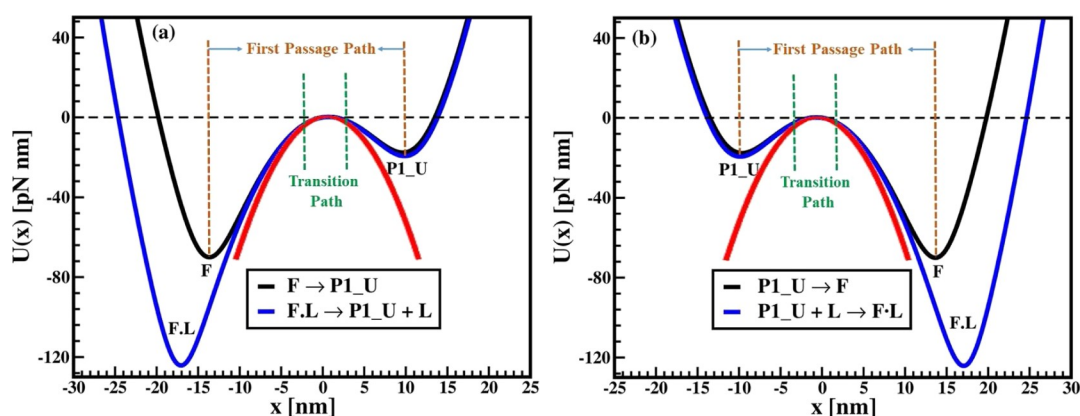 (a)
First Passage Path
40
0
-40
-80
-120
U(x) [pN nm]
P1_U
Transition
Path
F
F.L
F → P1_U
F.L → P1_U + L
-30 -25 -20 -15 -10 -5 0 5 10 15 20 25
x [nm]
(b)
First Passage Path
40
0
-40
-80
-120
U(x) [pN nm]
P1_U
Transition
Path
F
F.L
P1_U → F
P1_U + L → F·L
-25 -20 -15 -10 -5 0 5 10 15 20 25 30
x [nm]